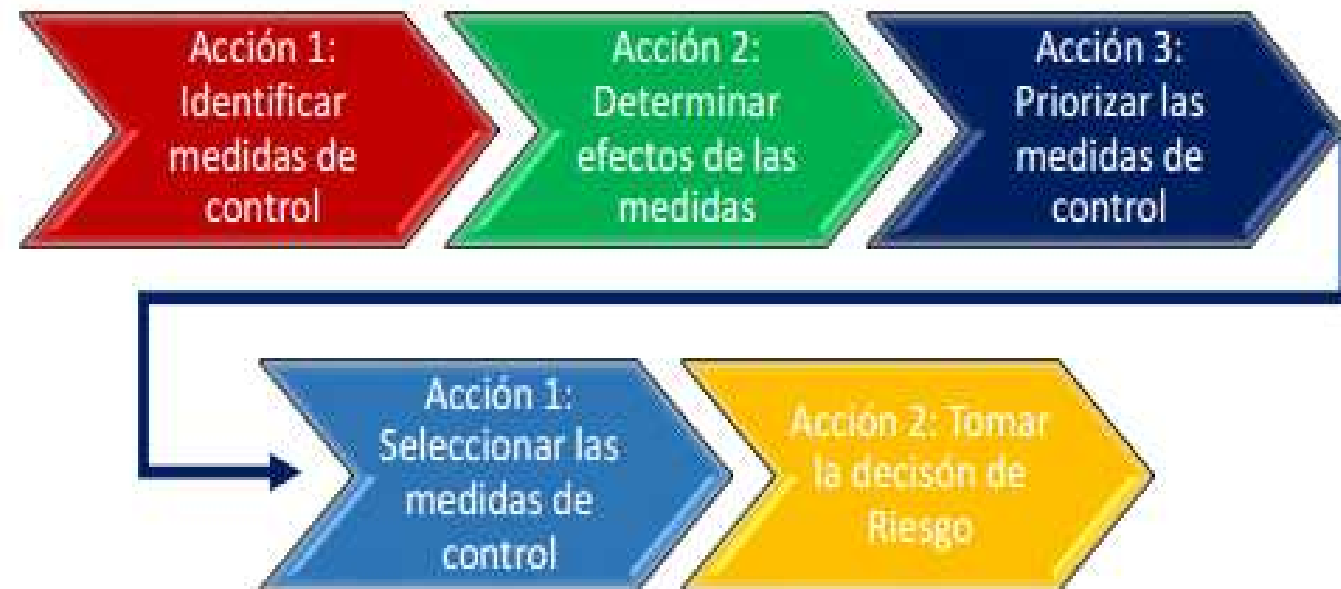 Acción 1:
Identificar
medidas de
control
Acción 2:
Determinar
efectos de las
medidas
Acción 3:
Priorizar las
medidas de
control
Acción 1:
Seleccionar las
medidas de
control
Acción 2: Tomar
la decisón de
Riesgo